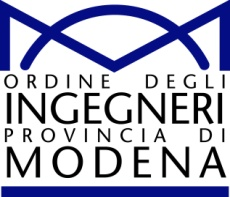 ORDINE DEGLI
INGEGNERI
PROVINCIA DI
MODENA